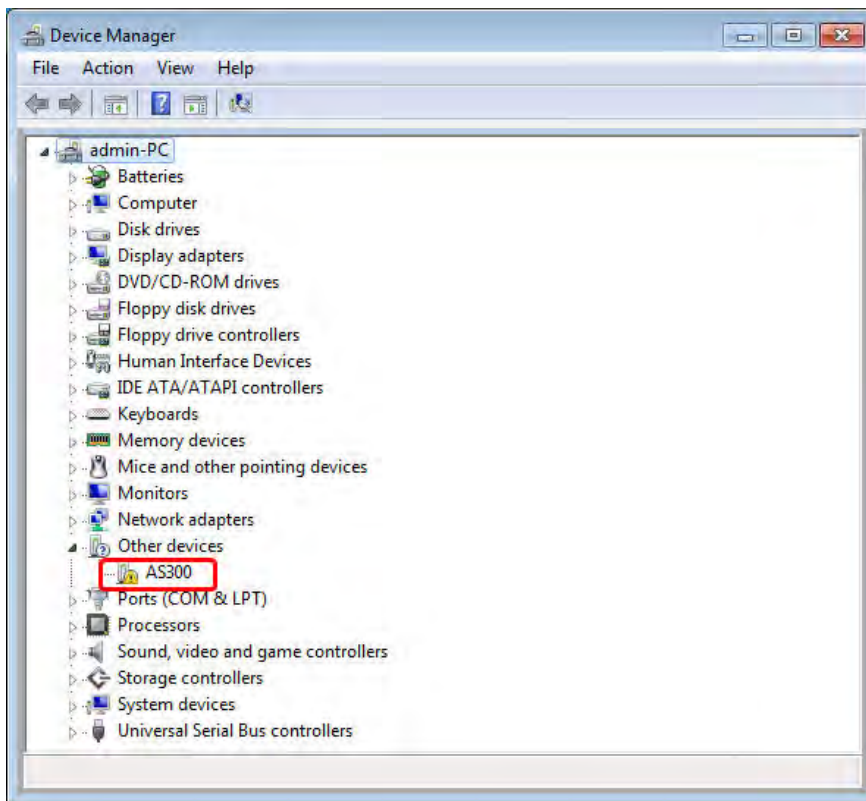 Device Manager
File Action View Help
admin-PC
Batteries
Computer
Disk drives
Display adapters
DVD/CD-ROM drives
Floppy disk drives
Floppy drive controllers
Human Interface Devices
IDE ATA/ATAPI controllers
Keyboards
Memory devices
Mice and other pointing devices
Monitors
Network adapters
Other devices
AS300
Ports (COM & LPT)
Processors
Sound, video and game controllers
Storage controllers
System devices
Universal Serial Bus controllers